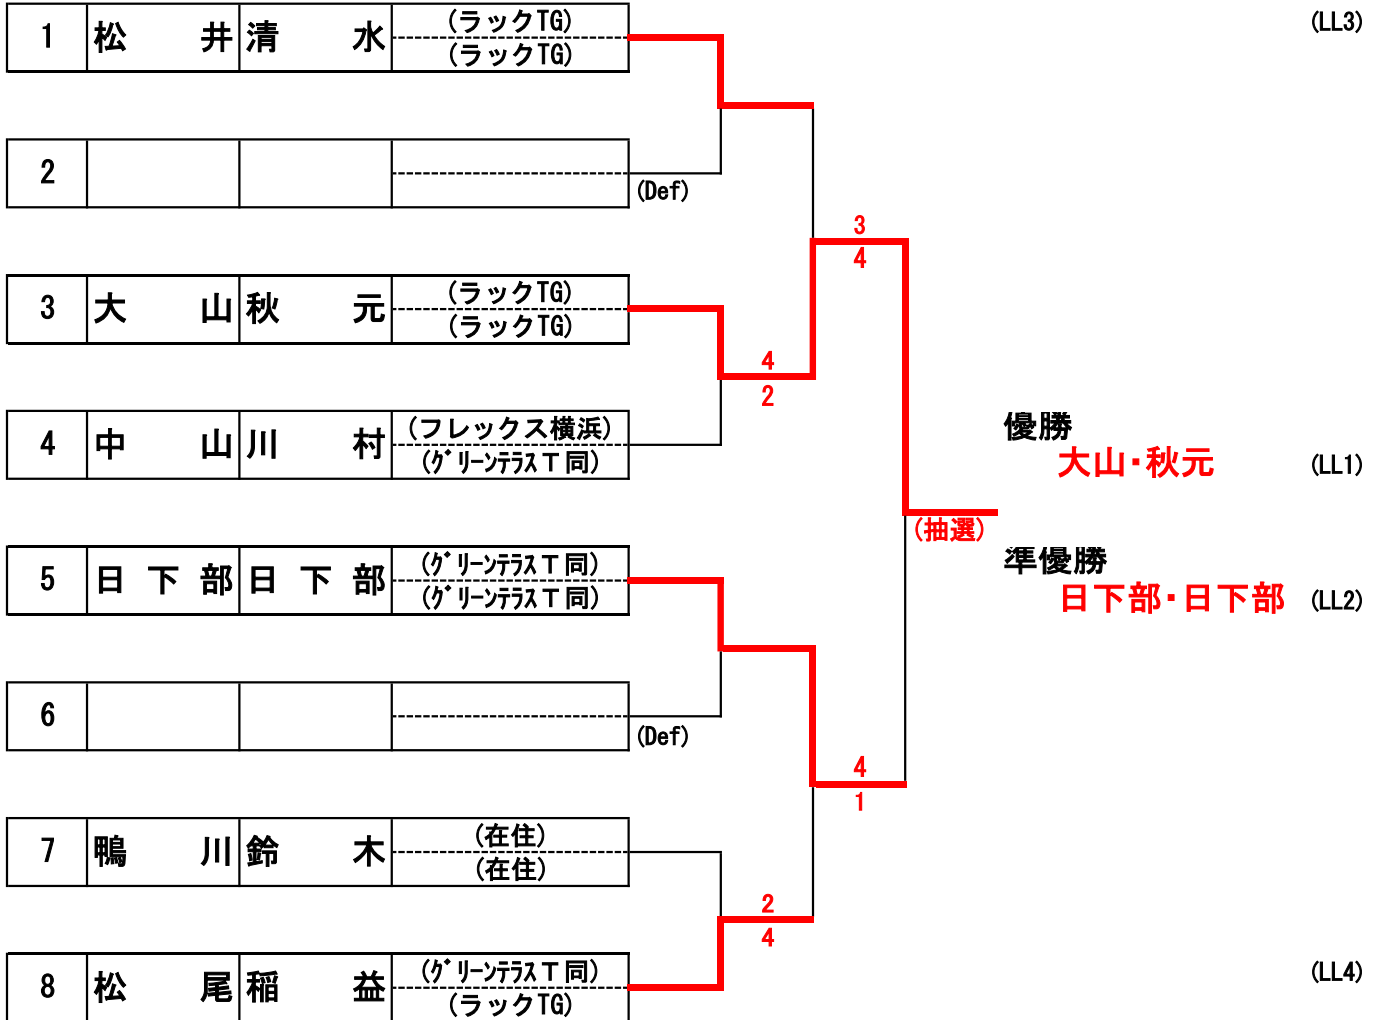 1 松 井 清 水 (ラックTG)
(ラックTG)
(LL3)
2
(Def)
3
4
3 大 山 秋 元 (ラックTG)
(ラックTG)
4
2
4 中 山 川 村 (フレックス横浜)
(グリーンテラスT同)
優勝
大山・秋元
(LL1)
(抽選)
準優勝
日下部・日下部
(LL2)
5 日 下 部 日 下 部 (グリーンテラスT同)
(グリーンテラスT同)
6
(Def)
4
1
7 鴨 川 鈴 木 (在住)
(在住)
2
4
8 松 尾 稲 益 (グリーンテラスT同)
(ラックTG)
(LL4)